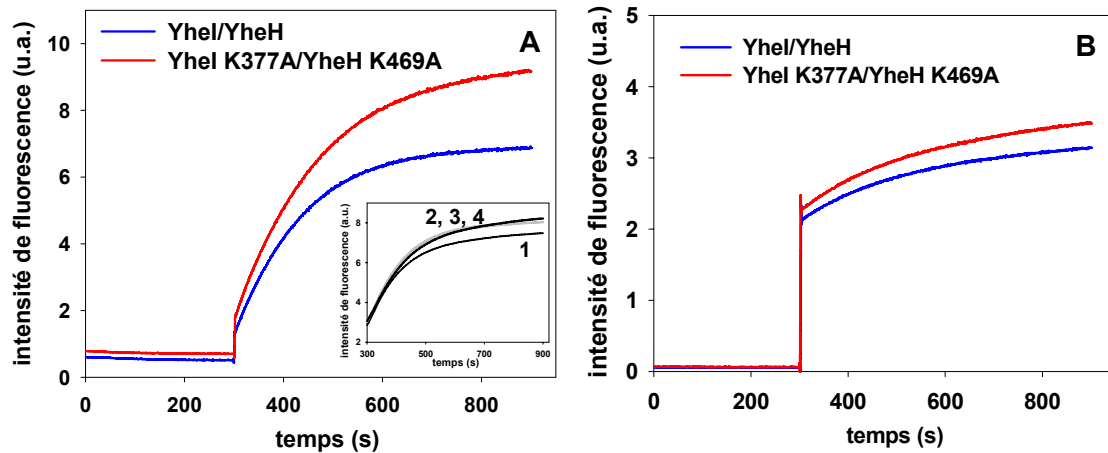 YheI/YheH
YheI K377A/YheH K469A
A
intensité de fluorescence (u.a.)
10
8
6
4
2
0
0
200
400
600
800
temps (s)
2, 3, 4
1
intensité de fluorescence (a.u.)
8
6
4
2
300
500
700
900
temps (s)
YheI/YheH
YheI K377A/YheH K469A
B
intensité de fluorescence (u.a.)
5
4
3
2
1
0
0
200
400
600
800
temps (s)